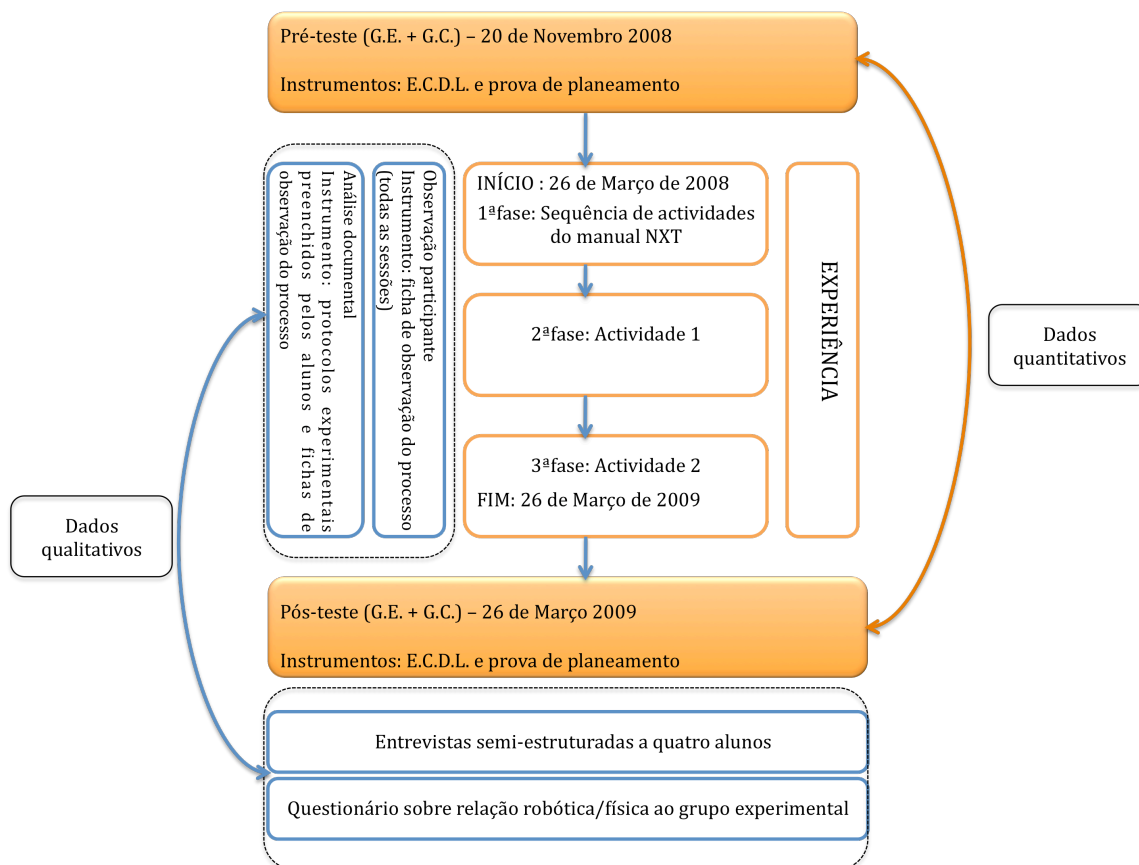 Pré-teste (G.E. + G.C.) – 20 de Novembro 2008
Instrumentos: E.C.D.L. e prova de planeamento
Análise documental
Instrumento: protocolos experimentais
preenchidos pelos alunos e fichas de
observação do processo
Observação participante
Instrumento: ficha de observação do processo
(todas as sessões)
INÍCIO : 26 de Março de 2008
1ªfase: Sequência de actividades
do manual NXT
2ªfase: Actividade 1
3ªfase: Actividade 2
FIM: 26 de Março de 2009
EXPERIÊNCIA
Dados
quantitativos
Dados
qualitativos
Pós-teste (G.E. + G.C.) – 26 de Março 2009
Instrumentos: E.C.D.L. e prova de planeamento
Entrevistas semi-estruturadas a quatro alunos
Questionário sobre relação robótica/física ao grupo experimental